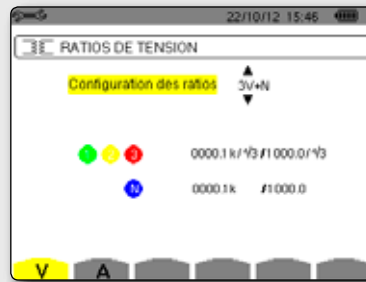 22/10/12 15:46
RATIOS DE TENSION
Configuration des ratios 3V+N
1 2 3 0000.1k/√3 /1000.0/√3
N 0000.1k /1000.0
V A